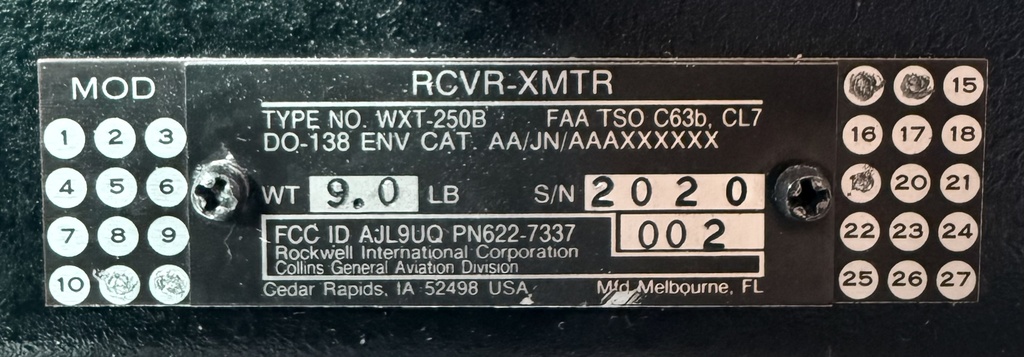 MOD
1 2 3
4 5 6
7 8 9
10
RCVR-XMTR
TYPE NO. WXT-250B FAA TSO C63b, CL7
DO-138 ENV CAT. AA/JN/AAAXXXXXX
WT 9.0 LB S/N 2020
FCC ID AJL9UQ PN622-7337 002
Rockwell International Corporation
Collins General Aviation Division
Cedar Rapids, IA 52498 USA Mfd Melbourne, FL
15
16 17 18
20 21
22 23 24
25 26 27